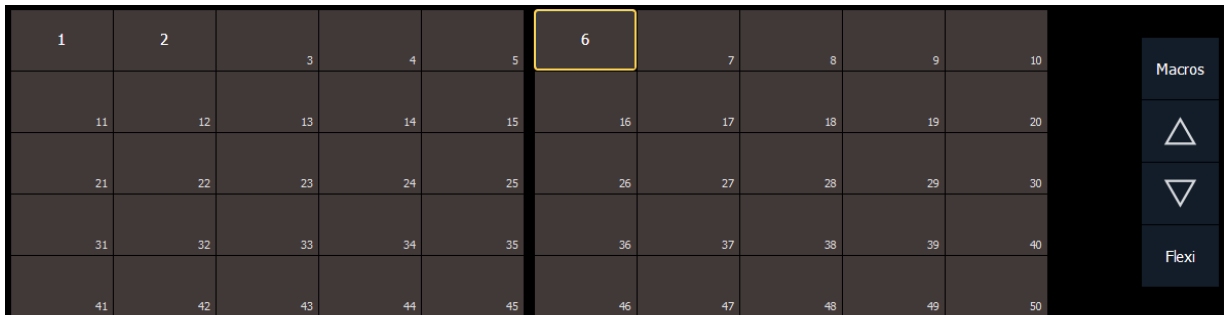 1 2 3 4 5 6 7 8 9 10
Macros
11 12 13 14 15 16 17 18 19 20
21 22 23 24 25 26 27 28 29 30
31 32 33 34 35 36 37 38 39 40
Flexi
41 42 43 44 45 46 47 48 49 50